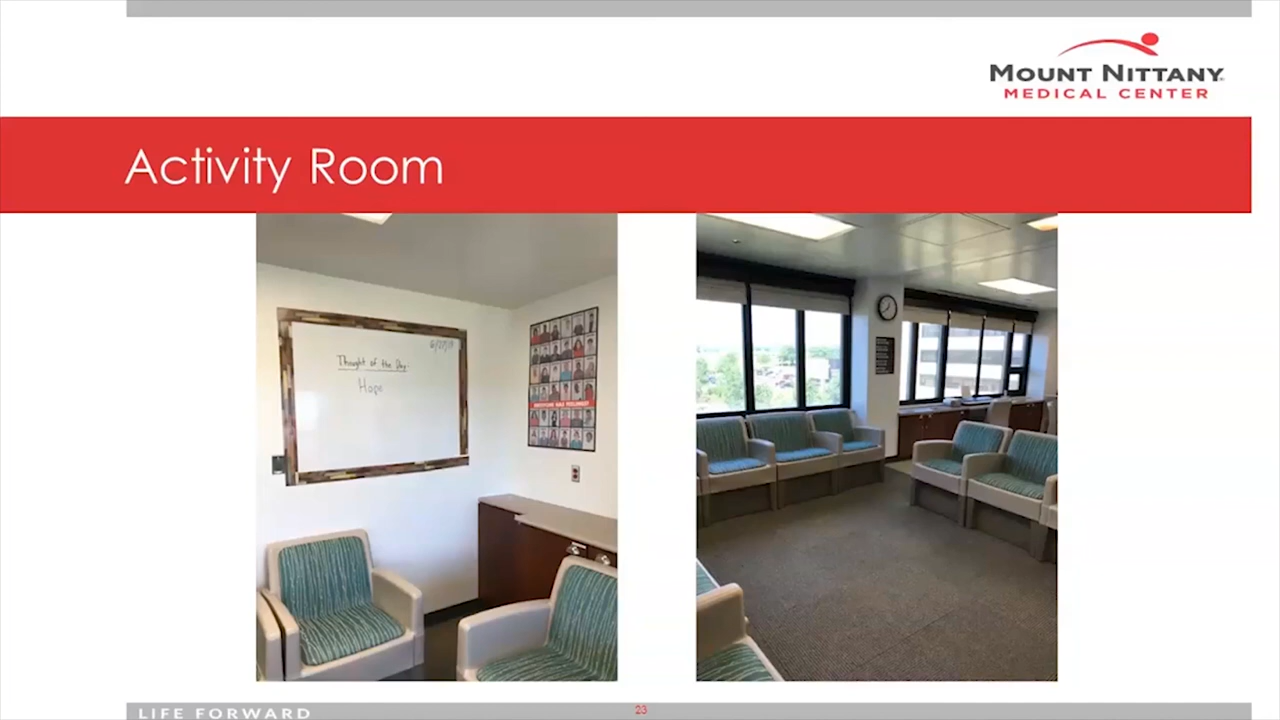 MOUNT NITTANY
MEDICAL CENTER
Activity Room
Thought of the Day
Hope
LIFE FORWARD
23